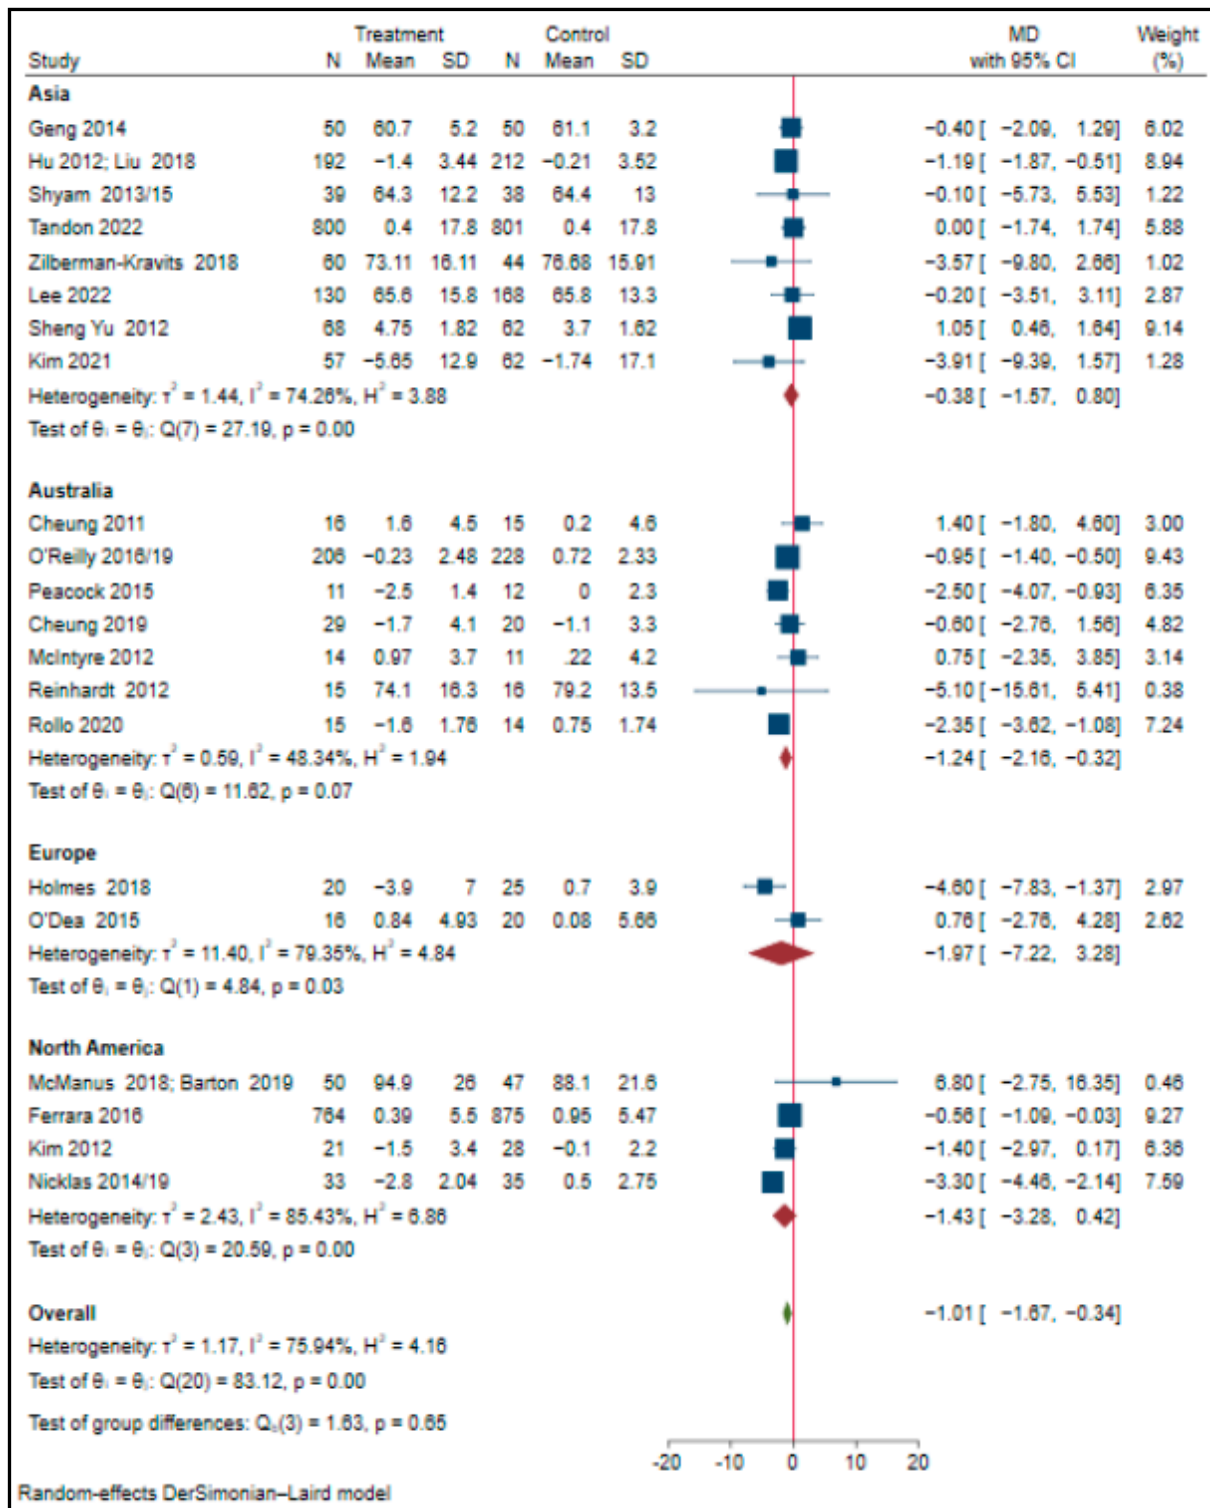 Treatment Control MD Weight
Study N Mean SD N Mean SD with 95% CI (%)
Asia
Geng 2014 50 60.7 5.2 50 61.1 3.2 −0.40 [ −2.09, 1.29] 6.02
Hu 2012; Liu 2018 192 −1.4 3.44 212 −0.21 3.52 −1.19 [ −1.87, −0.51] 8.94
Shyam 2013/15 39 64.3 12.2 38 64.4 13 −0.10 [ −5.73, 5.53] 1.22
Tandon 2022 800 0.4 17.8 801 0.4 17.8 0.00 [ −1.74, 1.74] 5.88
Zilberman-Kravits 2018 60 73.11 16.11 44 76.68 15.91 −3.57 [ −9.80, 2.66] 1.02
Lee 2022 130 65.6 15.8 168 65.8 13.3 −0.20 [ −3.51, 3.11] 2.87
Sheng Yu 2012 68 4.75 1.82 62 3.7 1.62 1.05 [ 0.46, 1.64] 9.14
Kim 2021 57 −5.65 12.9 62 −1.74 17.1 −3.91 [ −9.39, 1.57] 1.28
Heterogeneity: τ² = 1.44, I² = 74.26%, H² = 3.88 −0.38 [ −1.57, 0.80]
Test of θᵢ = θⱼ: Q(7) = 27.19, p = 0.00
Australia
Cheung 2011 16 1.6 4.5 15 0.2 4.6 1.40 [ −1.80, 4.60] 3.00
O'Reilly 2016/19 206 −0.23 2.48 228 0.72 2.33 −0.95 [ −1.40, −0.50] 9.43
Peacock 2015 11 −2.5 1.4 12 0 2.3 −2.50 [ −4.07, −0.93] 6.35
Cheung 2019 29 −1.7 4.1 20 −1.1 3.3 −0.60 [ −2.76, 1.56] 4.82
McIntyre 2012 14 0.97 3.7 11 .22 4.2 0.75 [ −2.35, 3.85] 3.14
Reinhardt 2012 15 74.1 16.3 16 79.2 13.5 −5.10 [ −15.61, 5.41] 0.38
Rollo 2020 15 −1.6 1.76 14 0.75 1.74 −2.35 [ −3.62, −1.08] 7.24
Heterogeneity: τ² = 0.59, I² = 48.34%, H² = 1.94 −1.24 [ −2.16, −0.32]
Test of θᵢ = θⱼ: Q(6) = 11.62, p = 0.07
Europe
Holmes 2018 20 −3.9 7 25 0.7 3.9 −4.60 [ −7.83, −1.37] 2.97
O'Dea 2015 16 0.84 4.93 20 0.08 5.66 0.76 [ −2.76, 4.28] 2.62
Heterogeneity: τ² = 11.40, I² = 79.35%, H² = 4.84 −1.97 [ −7.22, 3.28]
Test of θᵢ = θⱼ: Q(1) = 4.84, p = 0.03
North America
McManus 2018; Barton 2019 50 94.9 26 47 88.1 21.6 6.80 [ −2.75, 16.35] 0.46
Ferrara 2016 764 0.39 5.5 875 0.95 5.47 −0.56 [ −1.09, −0.03] 9.27
Kim 2012 21 −1.5 3.4 28 −0.1 2.2 −1.40 [ −2.97, 0.17] 6.36
Nicklas 2014/19 33 −2.8 2.04 35 0.5 2.75 −3.30 [ −4.46, −2.14] 7.59
Heterogeneity: τ² = 2.43, I² = 85.43%, H² = 6.86 −1.43 [ −3.28, 0.42]
Test of θᵢ = θⱼ: Q(3) = 20.59, p = 0.00
Overall −1.01 [ −1.67, −0.34]
Heterogeneity: τ² = 1.17, I² = 75.94%, H² = 4.16
Test of θᵢ = θⱼ: Q(20) = 83.12, p = 0.00
Test of group differences: Q_b(3) = 1.63, p = 0.65
-20 -10 0 10 20
Random-effects DerSimonian–Laird model